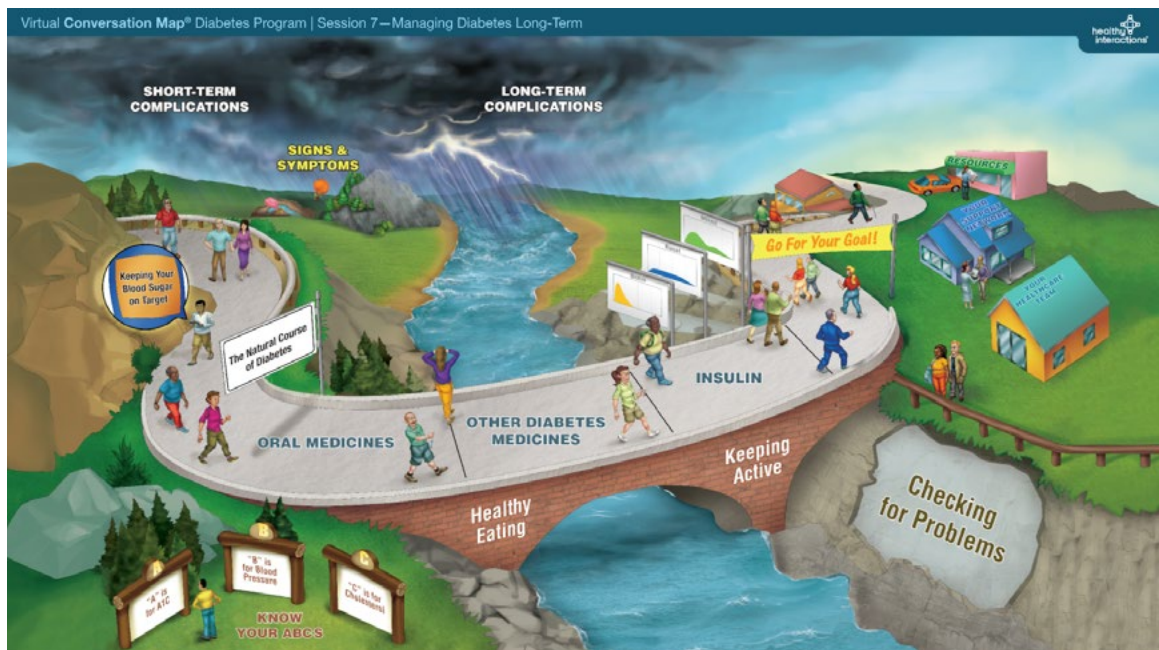 Virtual Conversation Map® Diabetes Program | Session 7—Managing Diabetes Long-Term
healthy
interactions®
SHORT-TERM
COMPLICATIONS
LONG-TERM
COMPLICATIONS
SIGNS &
SYMPTOMS
RESOURCES
YOUR
SUPPORT
NETWORK
Go For Your Goal!
Keeping Your
Blood Sugar
on Target
YOUR
HEALTHCARE
TEAM
The Natural Course
of Diabetes
INSULIN
ORAL MEDICINES
OTHER DIABETES
MEDICINES
Keeping
Active
Healthy
Eating
Checking
for Problems
A
"A" is
for A1C
B
"B" is
for Blood
Pressure
C
"C" is for
Cholesterol
KNOW
YOUR ABCS